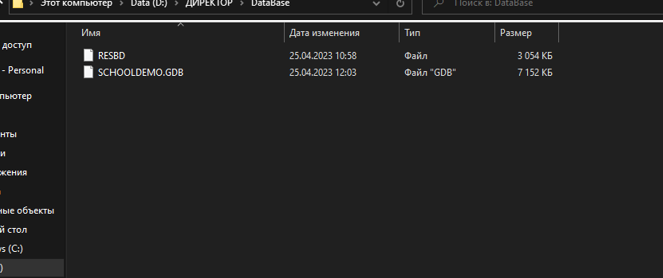 Этот компьютер > Data (D:) > ДИРЕКТОР > DataBase
Поиск в: DataBase
Имя Дата изменения Тип Размер
доступ
RESBD 25.04.2023 10:58 Файл 3 054 КБ
- Personal
SCHOOLDEMO.GDB 25.04.2023 12:03 Файл "GDB" 7 152 КБ
пьютер
нты
и
жения
ные объекты
й стол
s (C:)
)